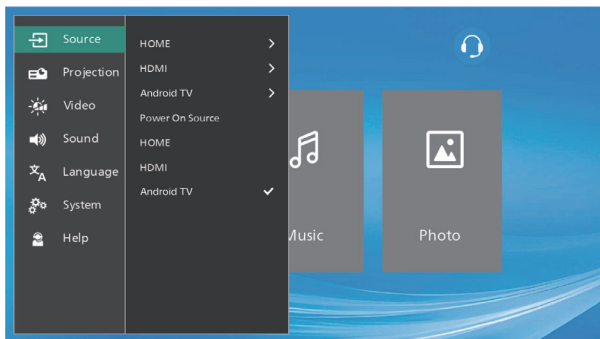 Source
Projection
Video
Sound
Language
System
Help
HOME
HDMI
Android TV
Power On Source
HOME
HDMI
Android TV
Music
Photo